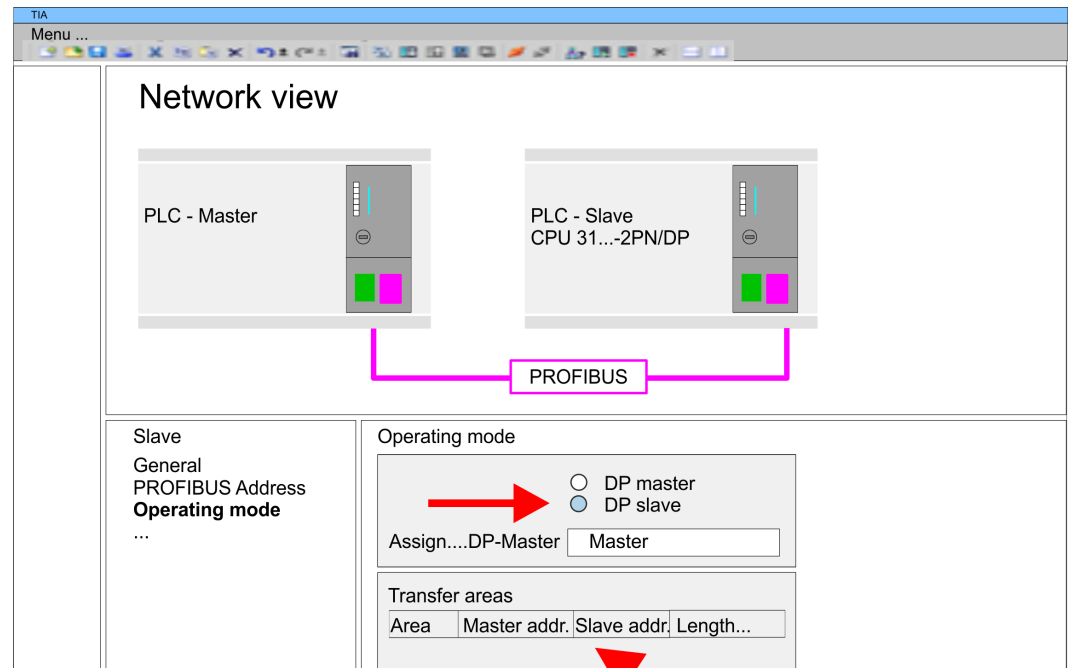 TIA
Menu ...
Network view
PLC - Master
PLC - Slave
CPU 31...-2PN/DP
PROFIBUS
Slave
General
PROFIBUS Address
Operating mode
...
Operating mode
DP master
DP slave
Assign....DP-Master Master
Transfer areas
Area Master addr. Slave addr. Length...